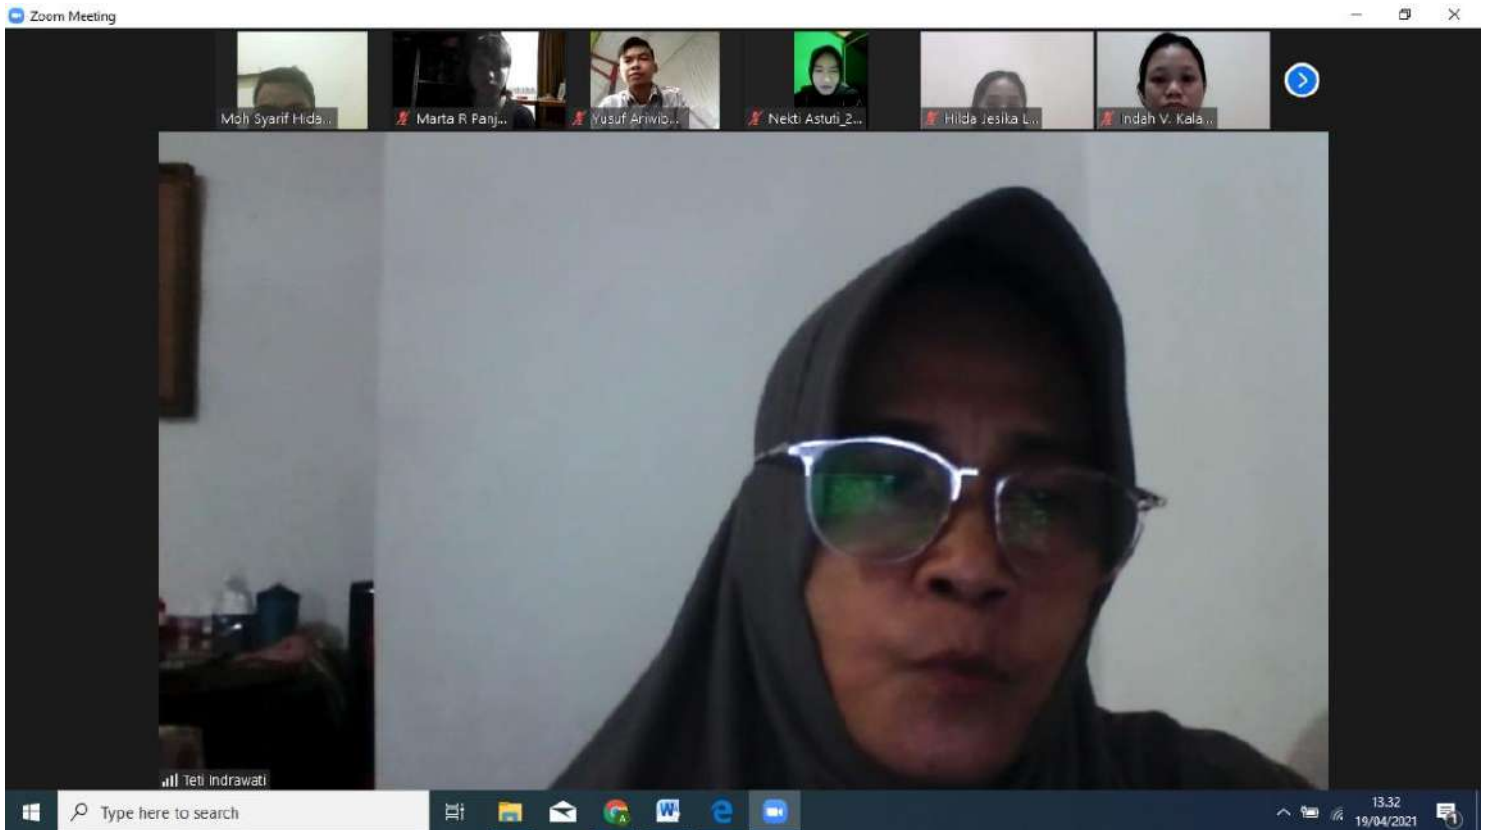 Zoom Meeting
Moh Syarif Hida...
Marta R Panj...
Yusuf Ariwib...
Nekti Astuti_2...
Hilda Jesika L...
Indah V. Kala...
Teti Indrawati
Type here to search
13.32
19/04/2021
1